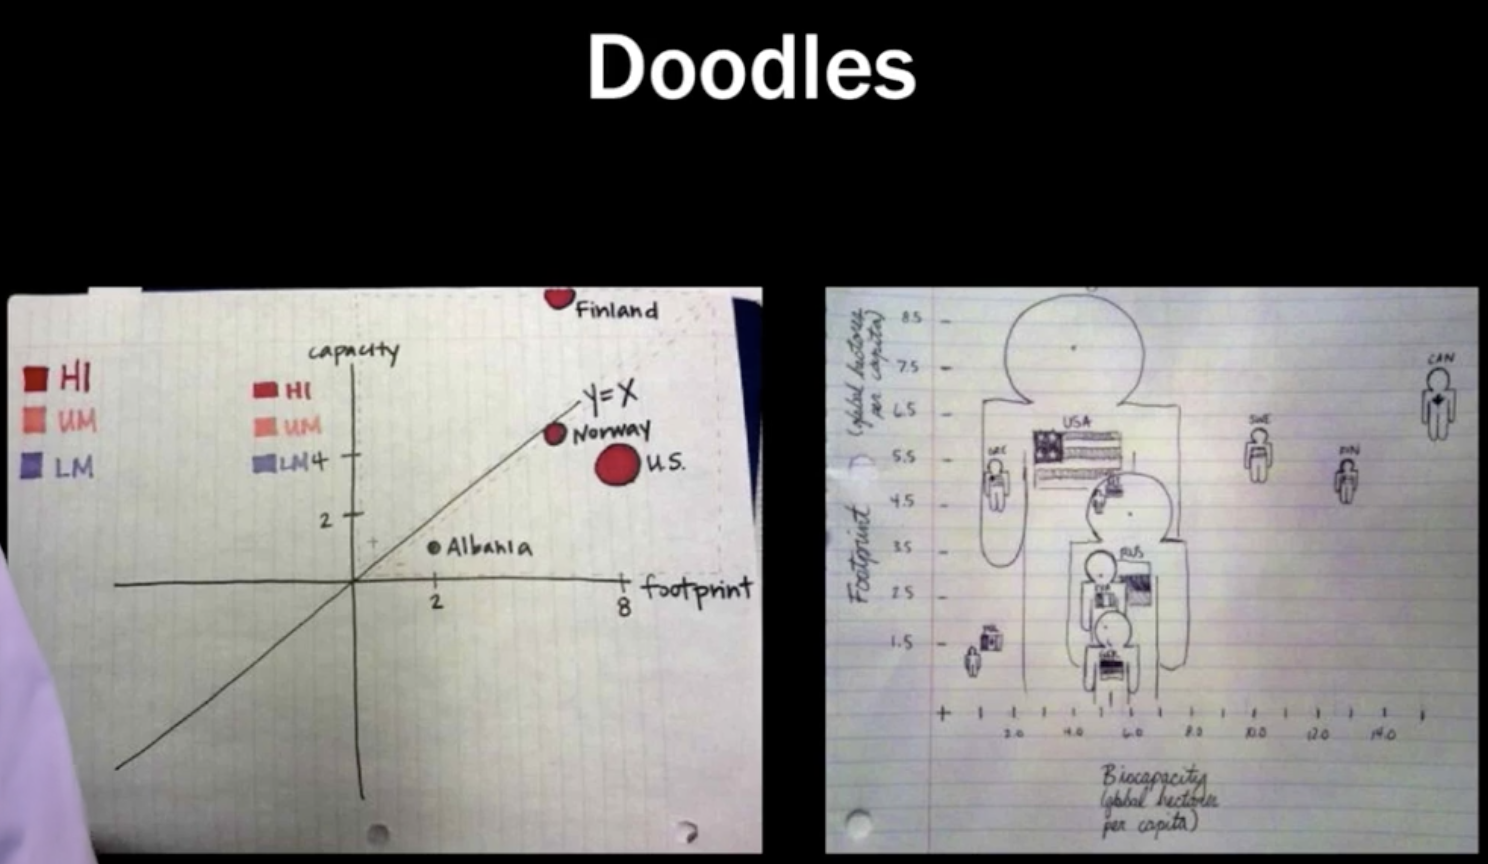 Doodles
Finland
capacity
HI
UM
LM
HI
UM
LM
4
y=x
Norway
U.S.
2
Albania
footprint
2
8
8.5
7.5
6.5
5.5
4.5
3.5
2.5
1.5
Footprint
(global hectares
per capita)
USA
CAN
SWE
FIN
RUS
2.0
4.0
6.0
8.0
10.0
12.0
14.0
Biocapacity
(global hectares
per capita)